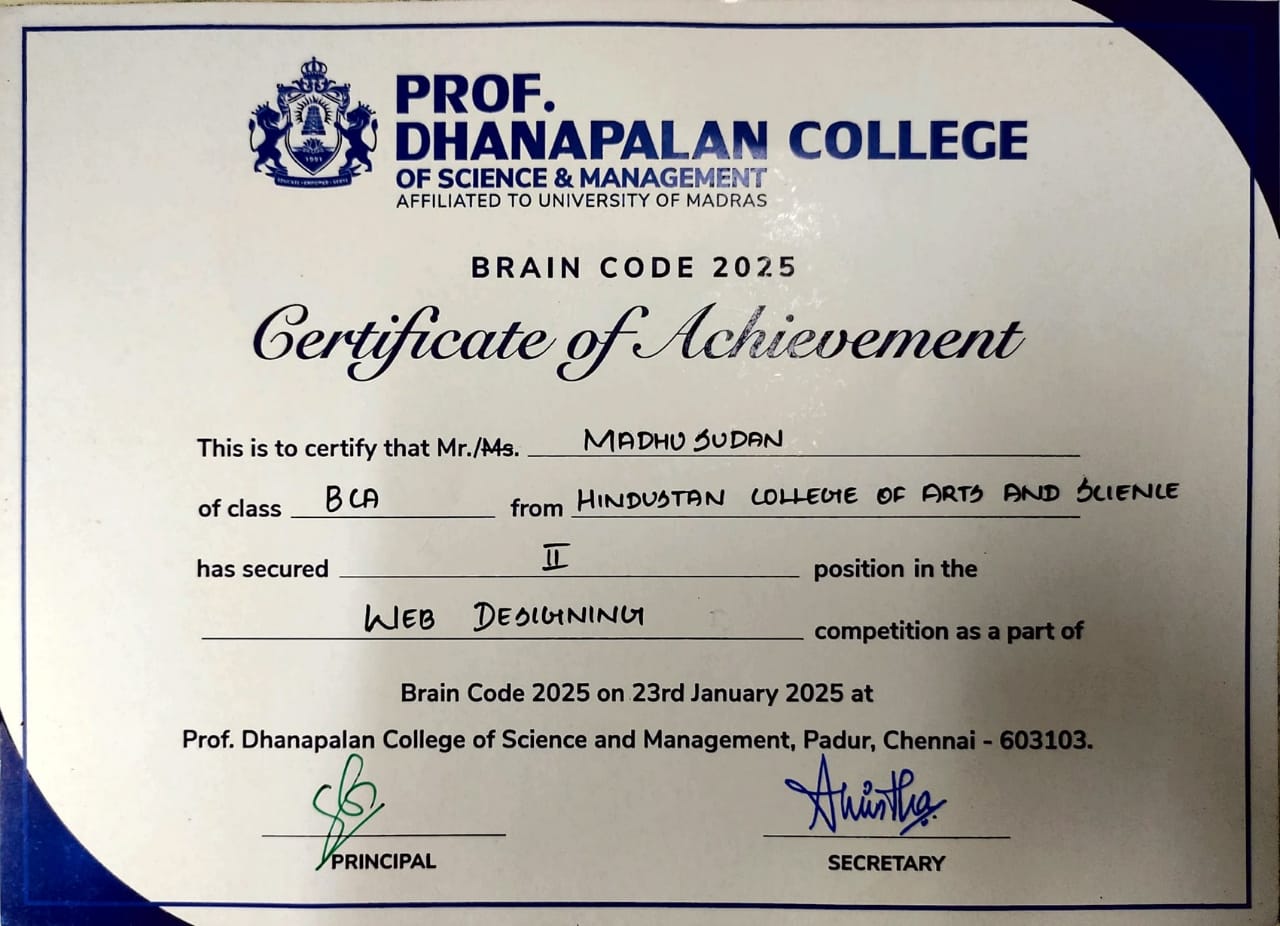 PROF.
DHANAPALAN COLLEGE
OF SCIENCE & MANAGEMENT
AFFILIATED TO UNIVERSITY OF MADRAS
1991
BRAIN CODE 2025
Certificate of Achievement
This is to certify that Mr./Ms. MADHU SUDAN
of class BCA from HINDUSTAN COLLEGE OF ARTS AND SCIENCE
has secured II position in the
WEB DESIGNING competition as a part of
Brain Code 2025 on 23rd January 2025 at
Prof. Dhanapalan College of Science and Management, Padur, Chennai - 603103.
Anustha
PRINCIPAL SECRETARY